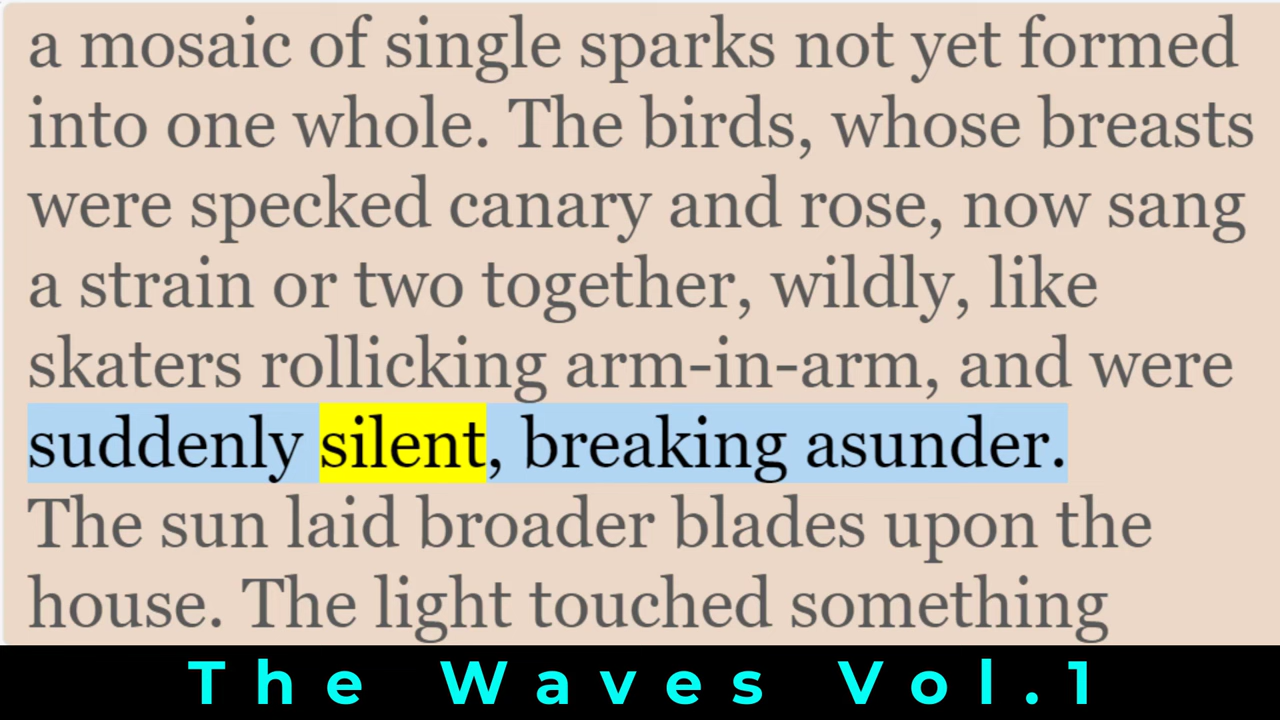 a mosaic of single sparks not yet formed
into one whole. The birds, whose breasts
were specked canary and rose, now sang
a strain or two together, wildly, like
skaters rollicking arm-in-arm, and were
suddenly silent, breaking asunder.
The sun laid broader blades upon the
house. The light touched something
The Waves Vol.1